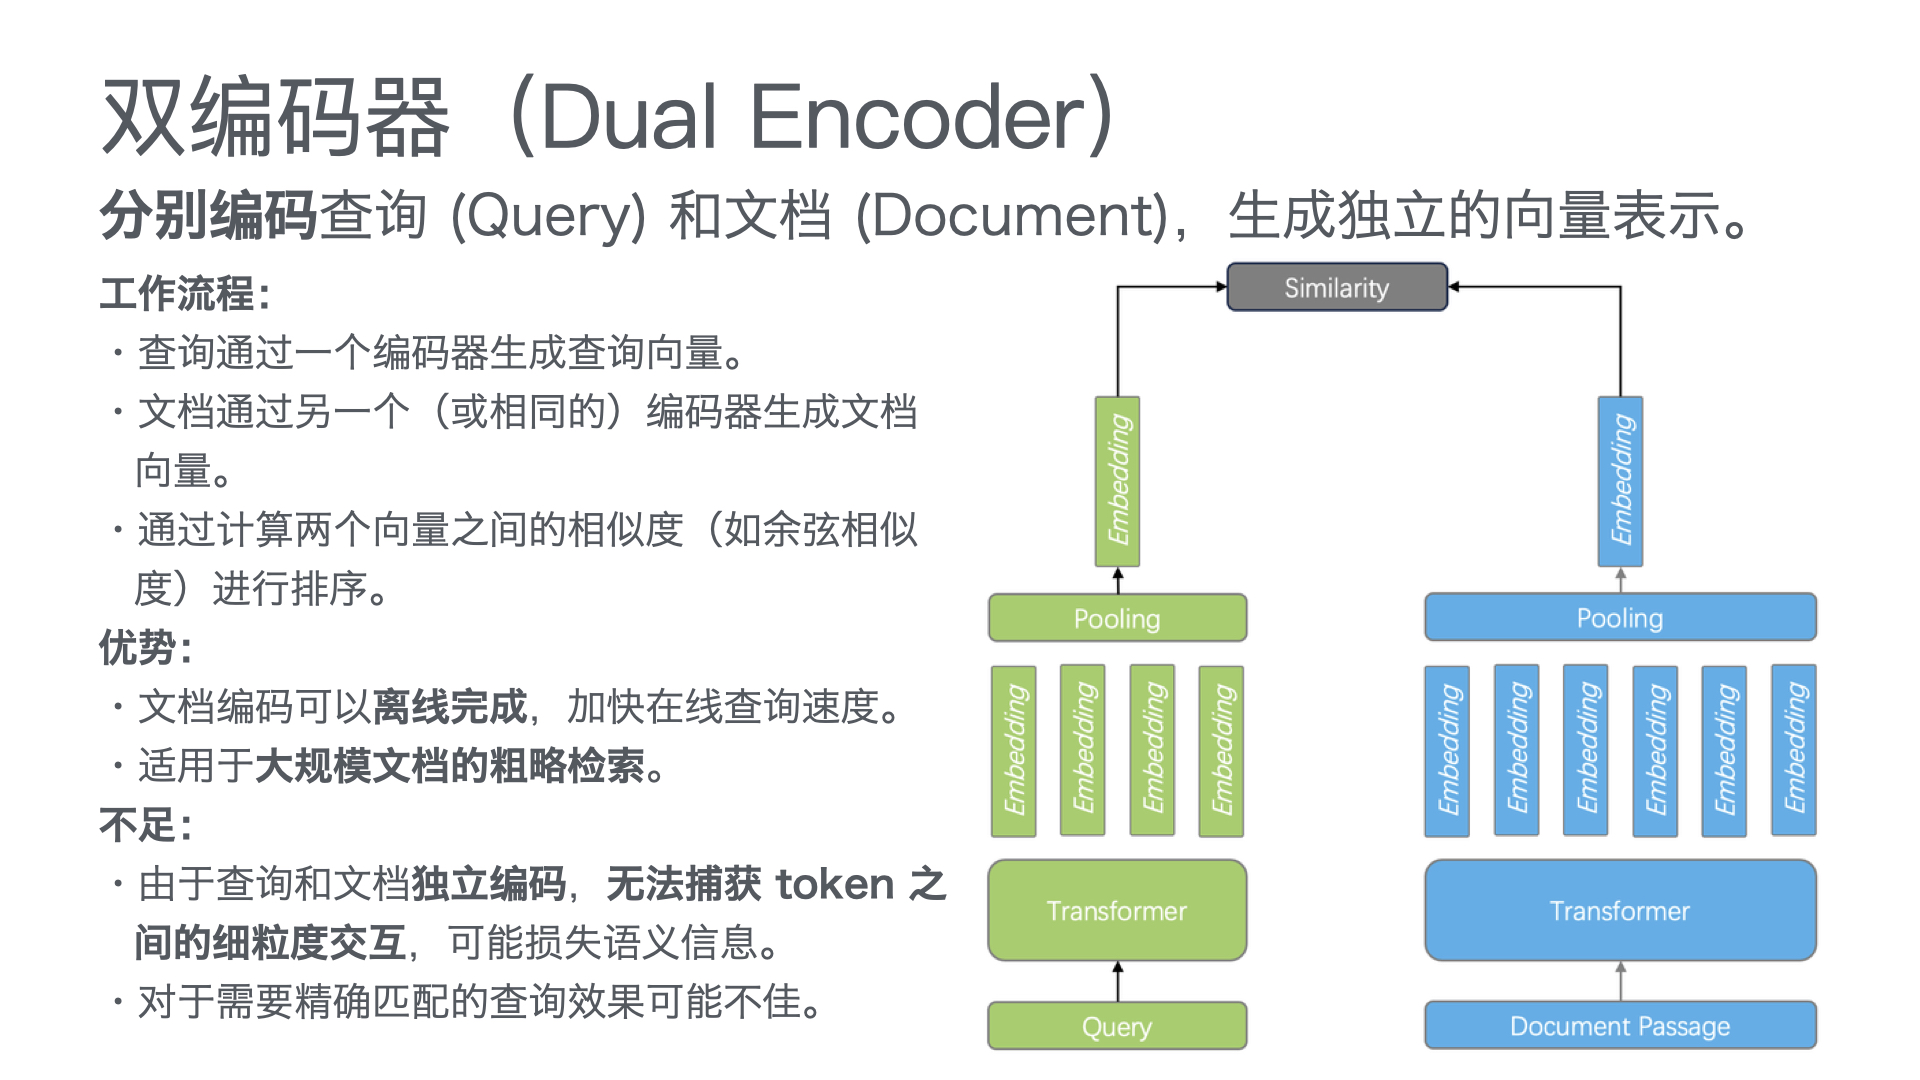 双编码器（Dual Encoder）
分别编码查询 (Query) 和文档 (Document)，生成独立的向量表示。
工作流程：
· 查询通过一个编码器生成查询向量。
· 文档通过另一个（或相同的）编码器生成文档
向量。
· 通过计算两个向量之间的相似度（如余弦相似
度）进行排序。
优势：
· 文档编码可以离线完成，加快在线查询速度。
· 适用于大规模文档的粗略检索。
不足：
· 由于查询和文档独立编码，无法捕获 token 之
间的细粒度交互，可能损失语义信息。
· 对于需要精确匹配的查询效果可能不佳。
Similarity
Embedding
Embedding
Pooling
Pooling
Embedding
Embedding
Embedding
Embedding
Embedding
Embedding
Embedding
Embedding
Embedding
Embedding
Transformer
Transformer
Query
Document Passage